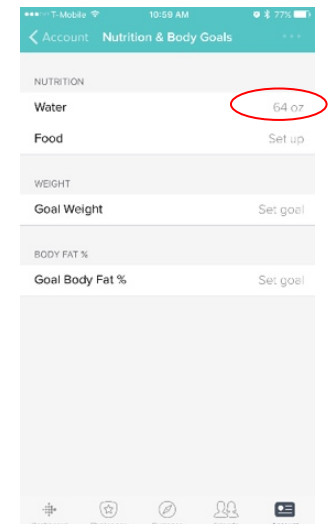 T-Mobile 10:59 AM 77%
Account Nutrition & Body Goals
NUTRITION
Water 64 oz
Food Set up
WEIGHT
Goal Weight Set goal
BODY FAT %
Goal Body Fat % Set goal